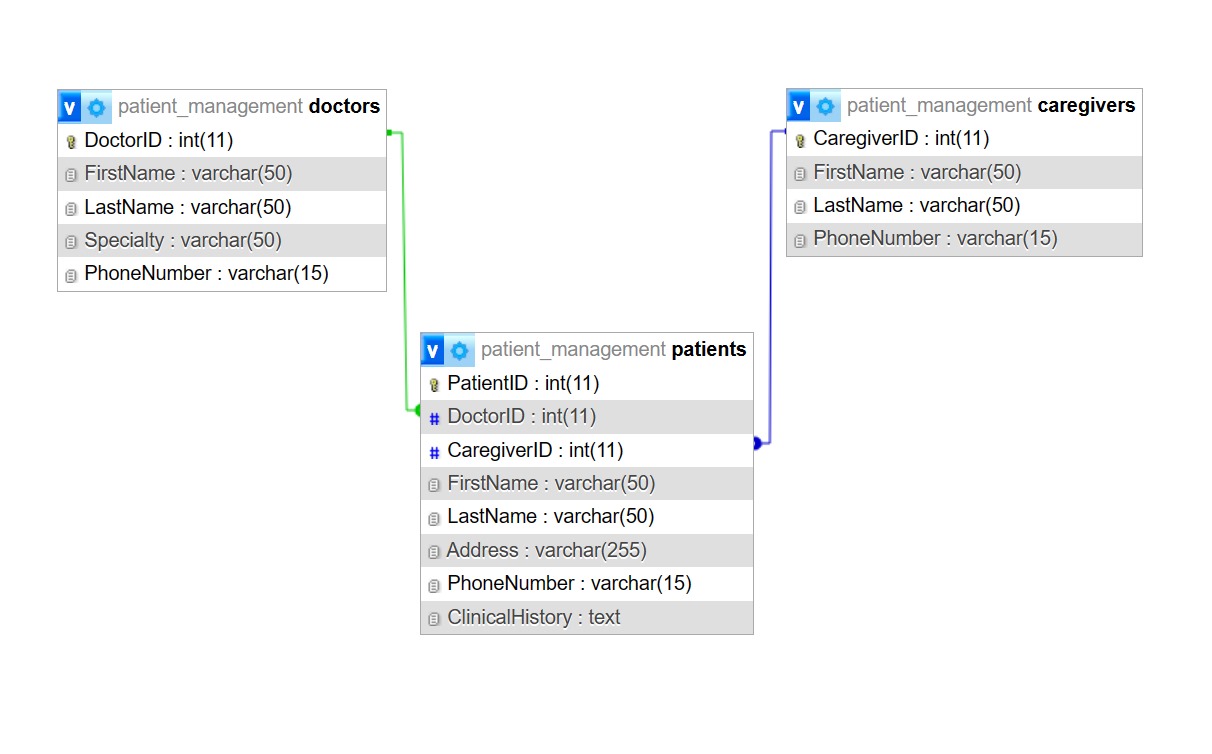 v patient_management doctors
DoctorID : int(11)
FirstName : varchar(50)
LastName : varchar(50)
Specialty : varchar(50)
PhoneNumber : varchar(15)
v patient_management caregivers
CaregiverID : int(11)
FirstName : varchar(50)
LastName : varchar(50)
PhoneNumber : varchar(15)
v patient_management patients
PatientID : int(11)
# DoctorID : int(11)
# CaregiverID : int(11)
FirstName : varchar(50)
LastName : varchar(50)
Address : varchar(255)
PhoneNumber : varchar(15)
ClinicalHistory : text